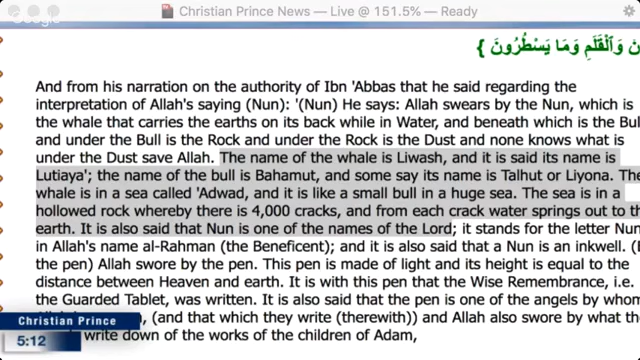 Christian Prince News — Live @ 151.5% — Ready
ن وَالْقَلَمِ وَمَا يَسْطُرُونَ }
And from his narration on the authority of Ibn 'Abbas that he said regarding the
interpretation of Allah's saying (Nun): '(Nun) He says: Allah swears by the Nun, which is
the whale that carries the earths on its back while in Water, and beneath which is the Bul
and under the Bull is the Rock and under the Rock is the Dust and none knows what is
under the Dust save Allah. The name of the whale is Liwash, and it is said its name is
Lutiaya'; the name of the bull is Bahamut, and some say its name is Talhut or Liyona. The
whale is in a sea called 'Adwad, and it is like a small bull in a huge sea. The sea is in a
hollowed rock whereby there is 4,000 cracks, and from each crack water springs out to th
earth. It is also said that Nun is one of the names of the Lord; it stands for the letter Nun
in Allah's name al-Rahman (the Beneficent); and it is also said that a Nun is an inkwell. (B
the pen) Allah swore by the pen. This pen is made of light and its height is equal to the
distance between Heaven and earth. It is with this pen that the Wise Remembrance, i.e.
the Guarded Tablet, was written. It is also said that the pen is one of the angels by whom
(and that which they write (therewith)) and Allah also swore by what the
Christian Prince
write down of the works of the children of Adam,
5:12